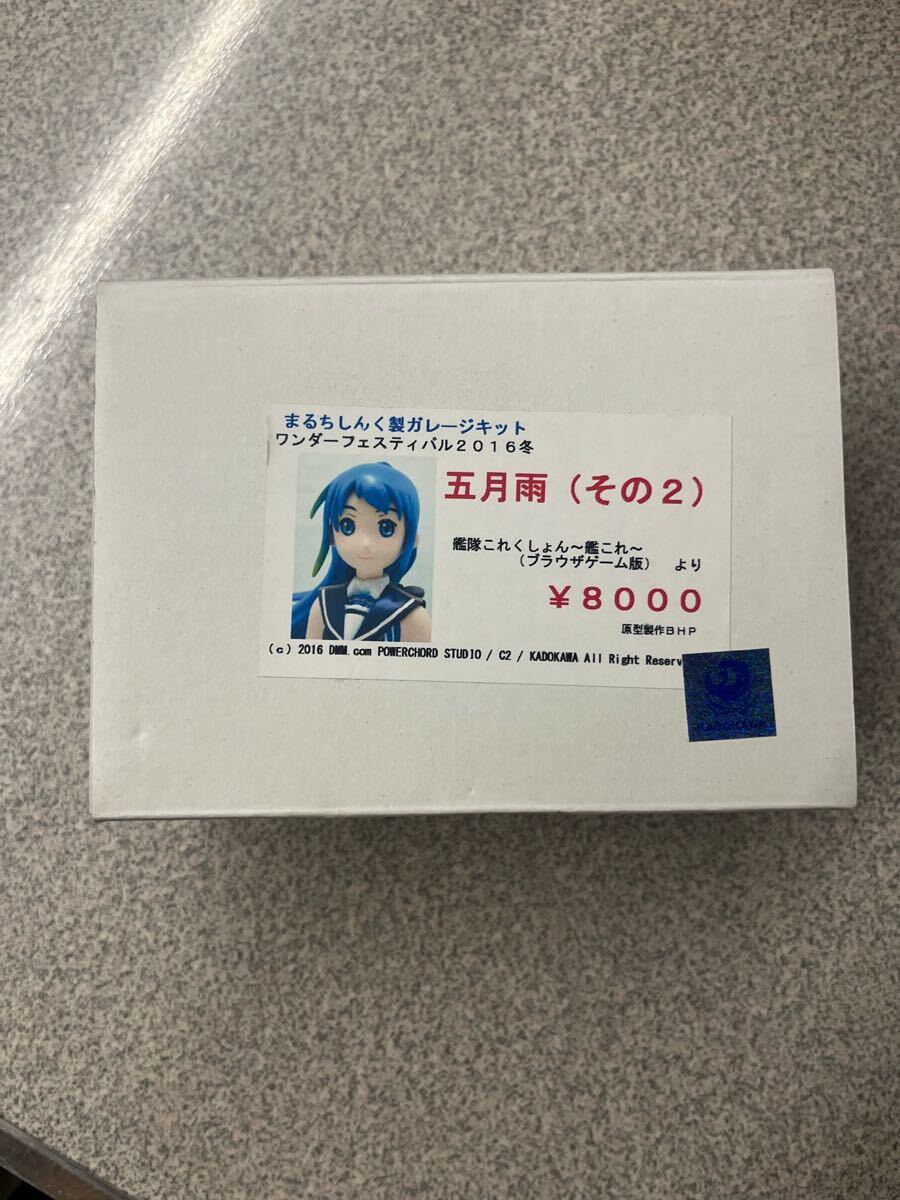 まるちしんく製ガレージキット
ワンダーフェスティバル２０１６冬
五月雨（その２）
艦隊これくしょん～艦これ～
（ブラウザゲーム版）　より
￥８０００
原型製作ＢＨＰ
(c) 2016 DMM.com POWERCHORD STUDIO / C2 / KADOKAWA All Right Reserv
KADOKAWA